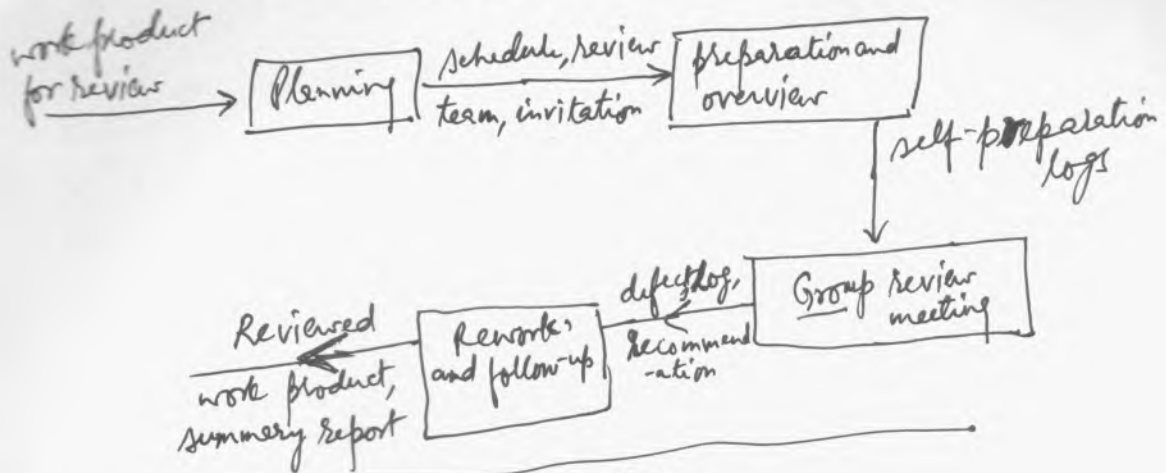 work product
for review
Planning
schedule, review
team, invitation
preparation and
overview
self-preparation
logs
Group review
meeting
defects log,
recommend
-ation
Rework
and follow-up
Reviewed
work product,
summery report